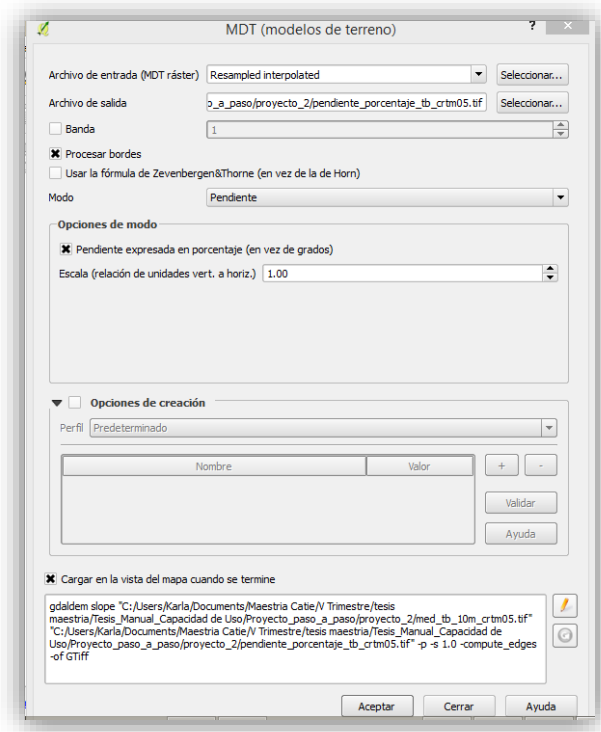 MDT (modelos de terreno)
?
Archivo de entrada (MDT ráster) Resampled interpolated Seleccionar...
Archivo de salida o_a_paso/proyecto_2/pendiente_porcentaje_tb_crtm05.tif Seleccionar...
Banda 1
Procesar bordes
Usar la fórmula de Zevenbergen&Thorne (en vez de la de Horn)
Modo Pendiente
Opciones de modo
Pendiente expresada en porcentaje (en vez de grados)
Escala (relación de unidades vert. a horiz.) 1.00
Opciones de creación
Perfil Predeterminado
Nombre Valor + -
Validar
Ayuda
Cargar en la vista del mapa cuando se termine
gdaldem slope "C:/Users/Karla/Documents/Maestria Catie/V Trimestre/tesis
maestria/Tesis_Manual_Capacidad de Uso/Proyecto_paso_a_paso/proyecto_2/med_tb_10m_crtm05.tif"
"C:/Users/Karla/Documents/Maestria Catie/V Trimestre/tesis maestria/Tesis_Manual_Capacidad de
Uso/Proyecto_paso_a_paso/proyecto_2/pendiente_porcentaje_tb_crtm05.tif" -p -s 1.0 -compute_edges
-of GTiff
Aceptar Cerrar Ayuda